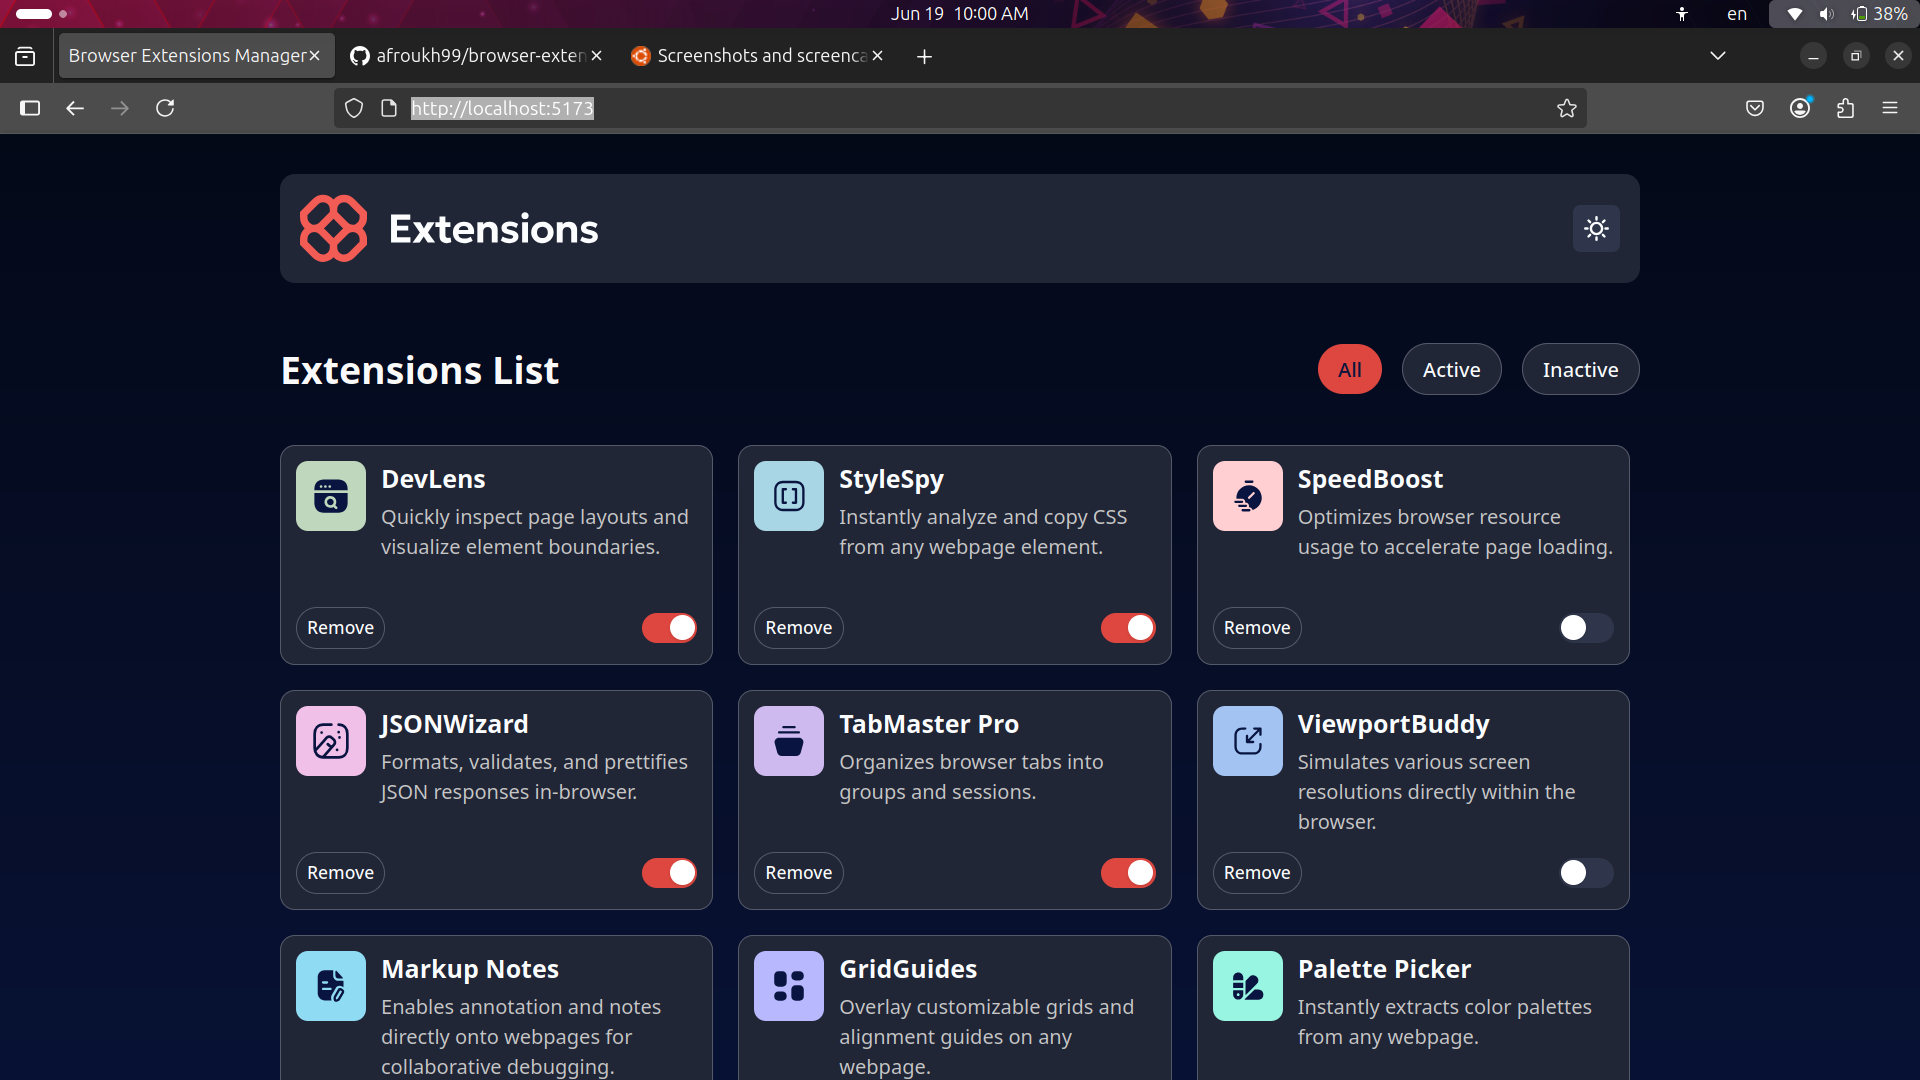 Jun 19 10:00 AM
en
38%
Browser Extensions Manager
afroukh99/browser-exten
Screenshots and screenca
http://localhost:5173
Extensions
Extensions List
All
Active
Inactive
DevLens
Quickly inspect page layouts and
visualize element boundaries.
Remove
StyleSpy
Instantly analyze and copy CSS
from any webpage element.
Remove
SpeedBoost
Optimizes browser resource
usage to accelerate page loading.
Remove
JSONWizard
Formats, validates, and prettifies
JSON responses in-browser.
Remove
TabMaster Pro
Organizes browser tabs into
groups and sessions.
Remove
ViewportBuddy
Simulates various screen
resolutions directly within the
browser.
Remove
Markup Notes
Enables annotation and notes
directly onto webpages for
collaborative debugging.
GridGuides
Overlay customizable grids and
alignment guides on any
webpage.
Palette Picker
Instantly extracts color palettes
from any webpage.